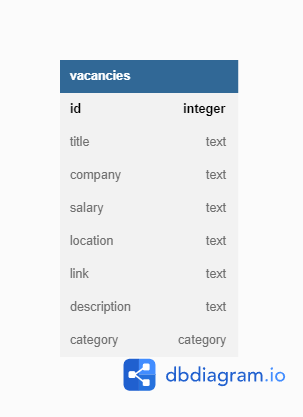 vacancies
id integer
title text
company text
salary text
location text
link text
description text
category category
dbdiagram.io